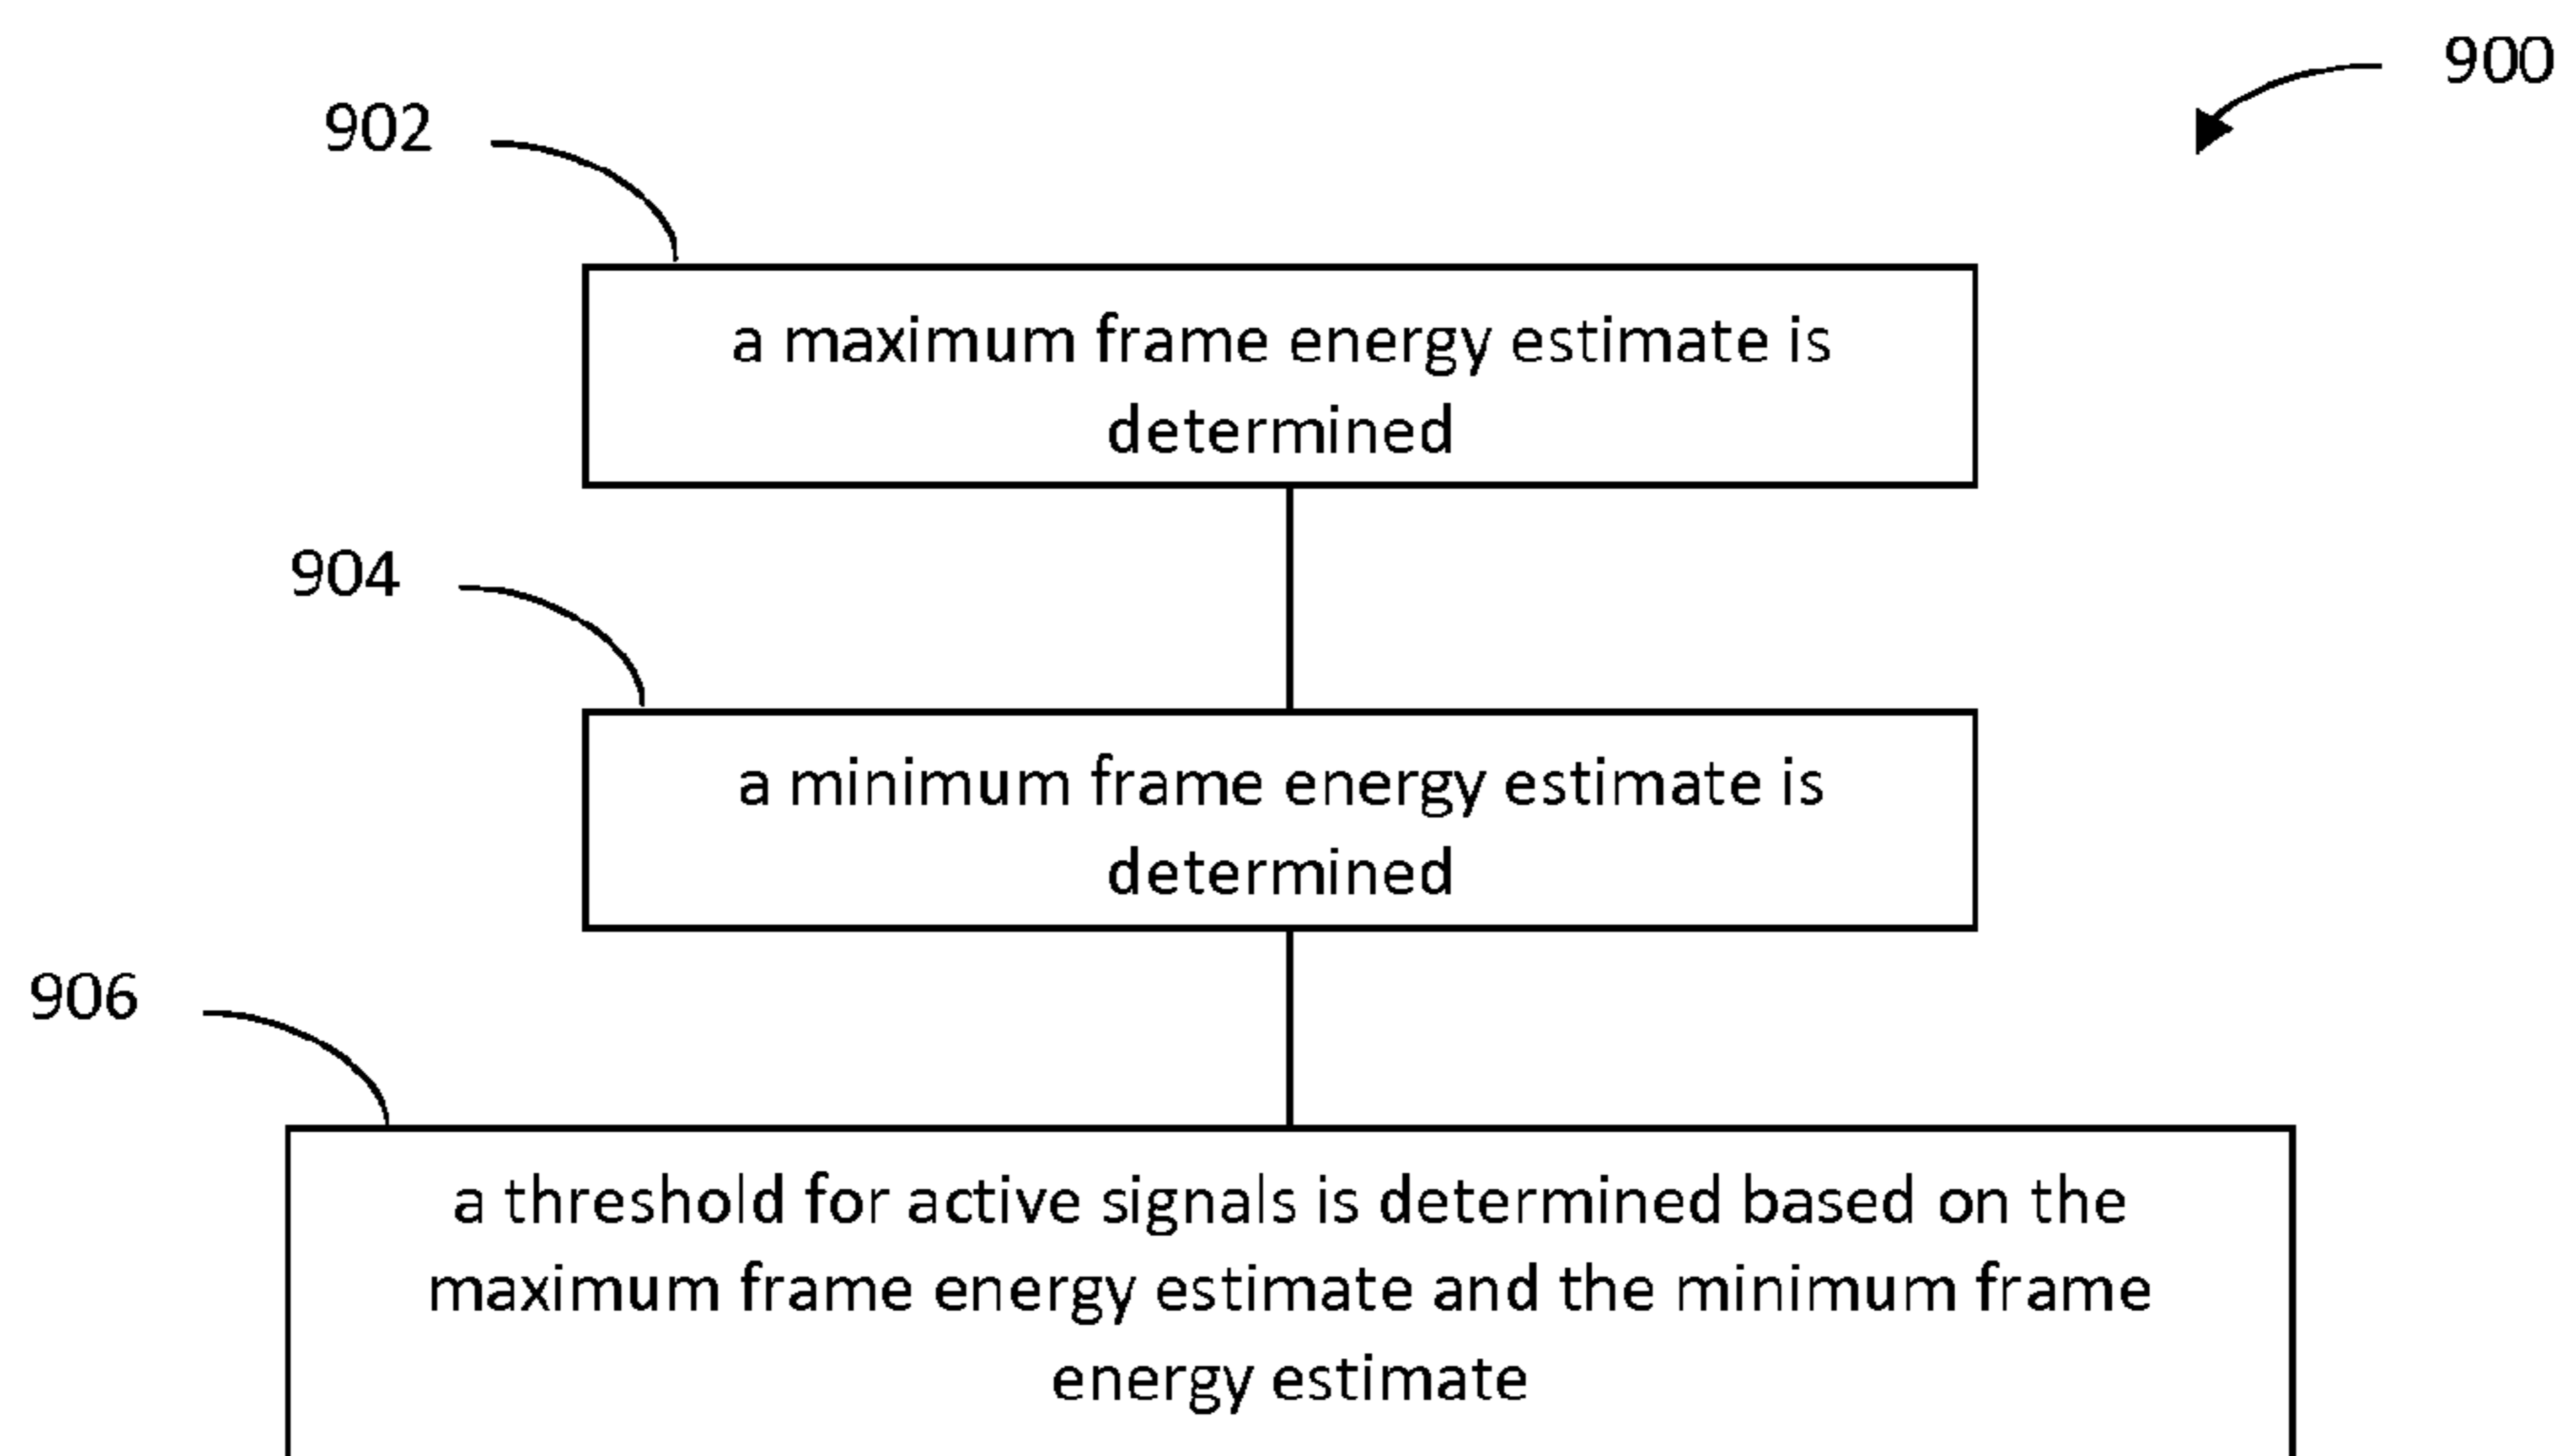 900
902
a maximum frame energy estimate is
determined
904
a minimum frame energy estimate is
determined
906
a threshold for active signals is determined based on the
maximum frame energy estimate and the minimum frame
energy estimate